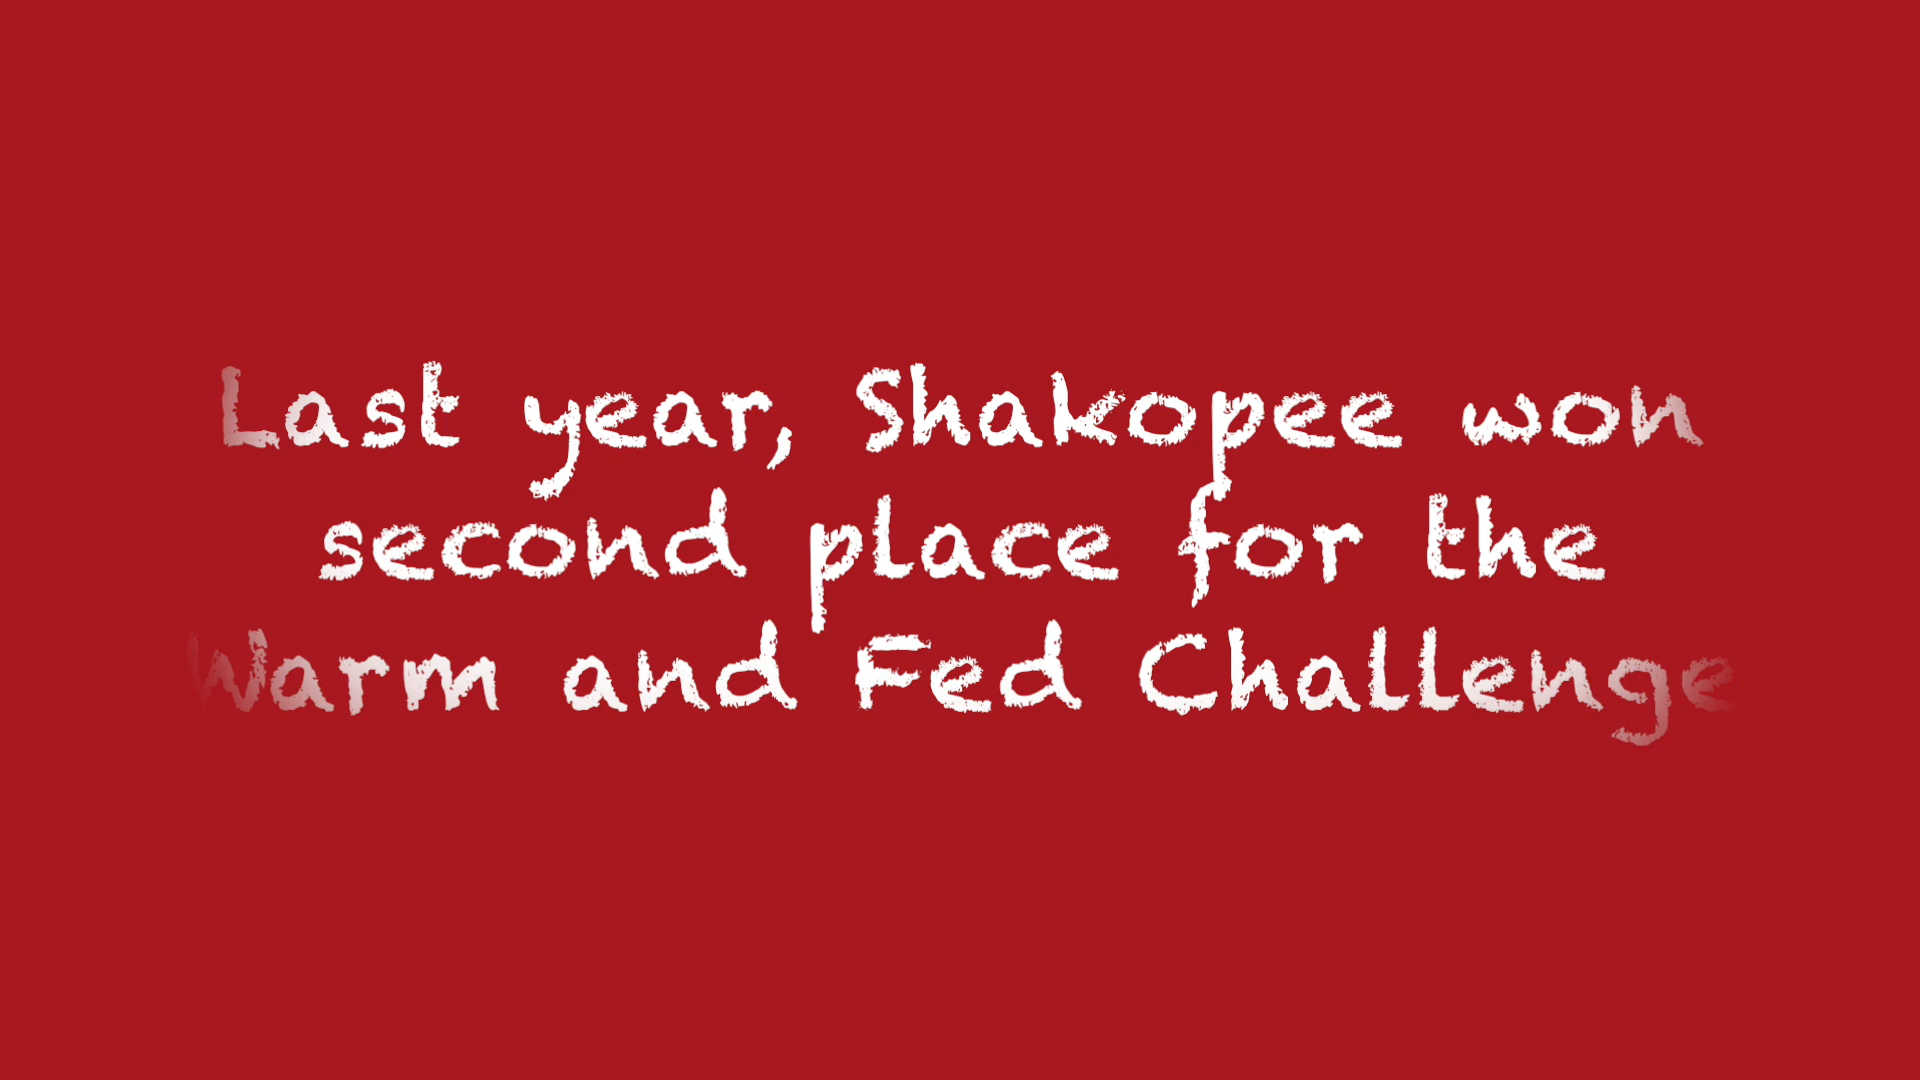 Last year, Shakopee won
second place for the
Warm and Fed Challenge